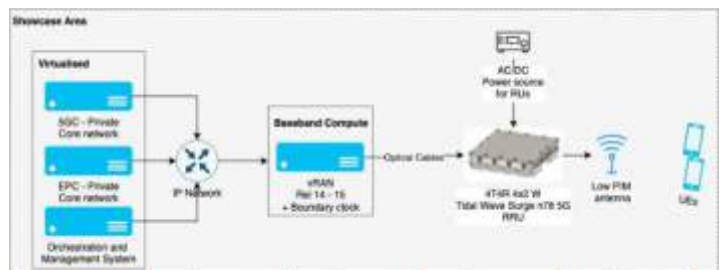 Showcase Area
Virtualised
5GC - Private
Core network
EPC - Private
Core network
Orchestration and
Management System
IP Network
Baseband Compute
vRAN
Rel 14 - 15
+ Boundary clock
Optical Cables
AC/DC
Power source
for RUs
4T4R 4x2 W
Tidal Wave Surge n78 5G
RRU
Low PIM
antenna
UEs